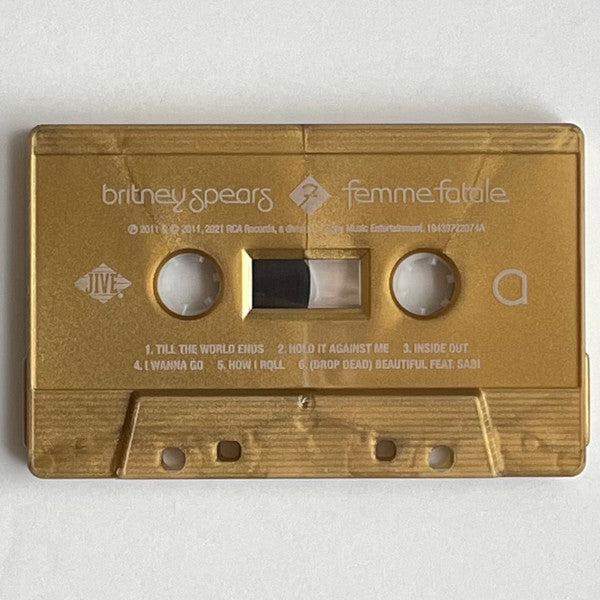 britney spears F femme fatale
℗ 2011 & © 2011, 2021 RCA Records, a division of Sony Music Entertainment. 19439722074A
JIVE
a
1. TILL THE WORLD ENDS 2. HOLD IT AGAINST ME 3. INSIDE OUT
4. I WANNA GO 5. HOW I ROLL 6. (DROP DEAD) BEAUTIFUL FEAT. SABI